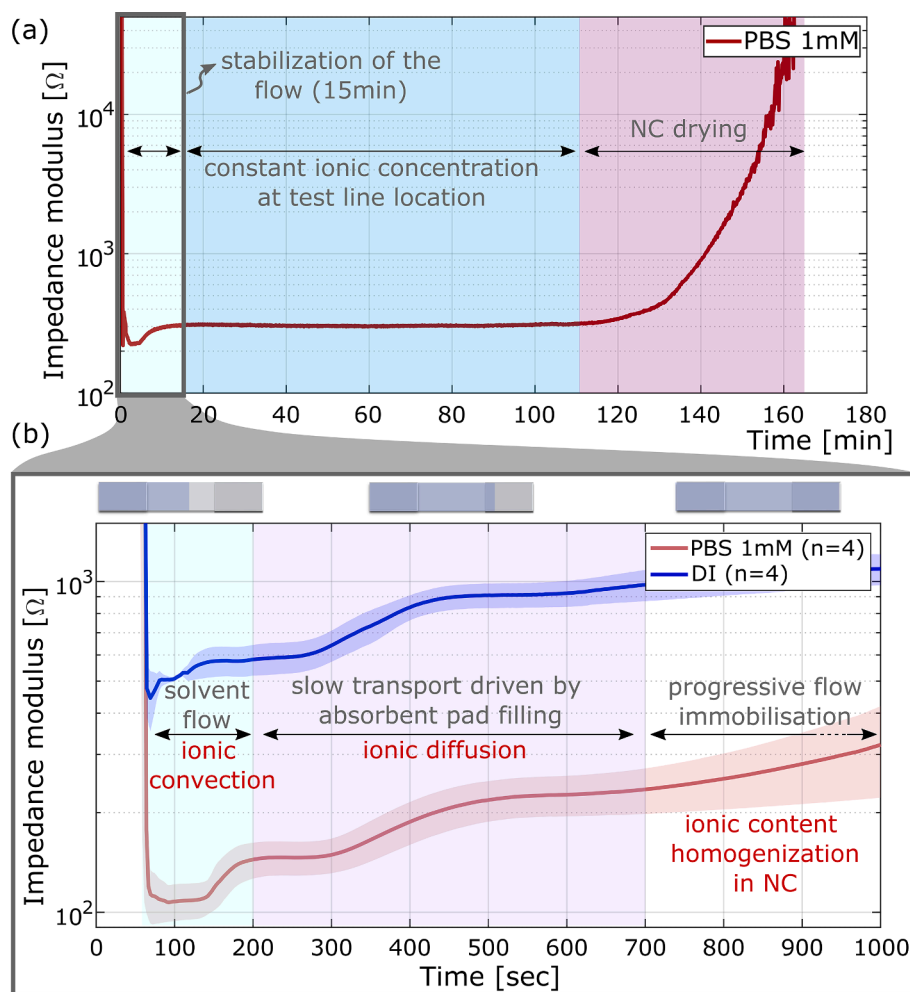 (a)
Impedance modulus [Ω]
10⁴
10³
10²
PBS 1mM
stabilization of the
flow (15min)
constant ionic concentration
at test line location
NC drying
0 20 40 60 80 100 120 140 160 180
Time [min]
(b)
Impedance modulus [Ω]
10³
10²
PBS 1mM (n=4)
DI (n=4)
solvent
flow
ionic
convection
slow transport driven by
absorbent pad filling
ionic diffusion
progressive flow
immobilisation
ionic content
homogenization
in NC
0 100 200 300 400 500 600 700 800 900 1000
Time [sec]